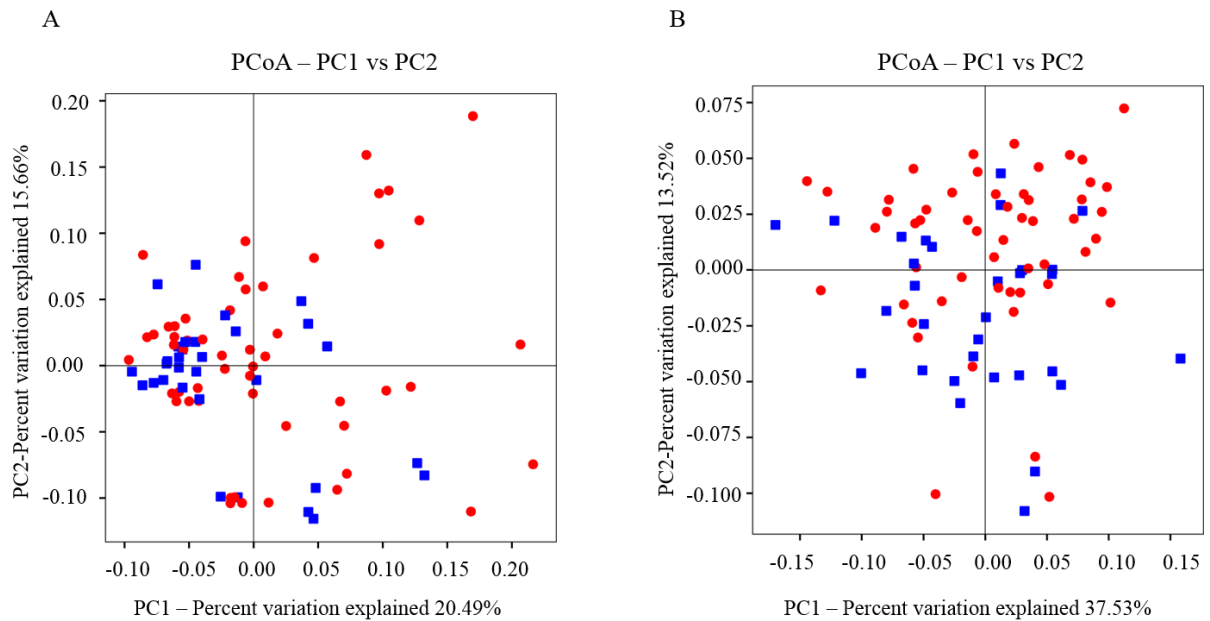 A
PCoA – PC1 vs PC2
PC2-Percent variation explained 15.66%
0.20
0.15
0.10
0.05
0.00
-0.05
-0.10
-0.10 -0.05 0.00 0.05 0.10 0.15 0.20
PC1 – Percent variation explained 20.49%
B
PCoA – PC1 vs PC2
PC2-Percent variation explained 13.52%
0.075
0.050
0.025
0.000
-0.025
-0.050
-0.075
-0.100
-0.15 -0.10 -0.05 0.00 0.05 0.10 0.15
PC1 – Percent variation explained 37.53%